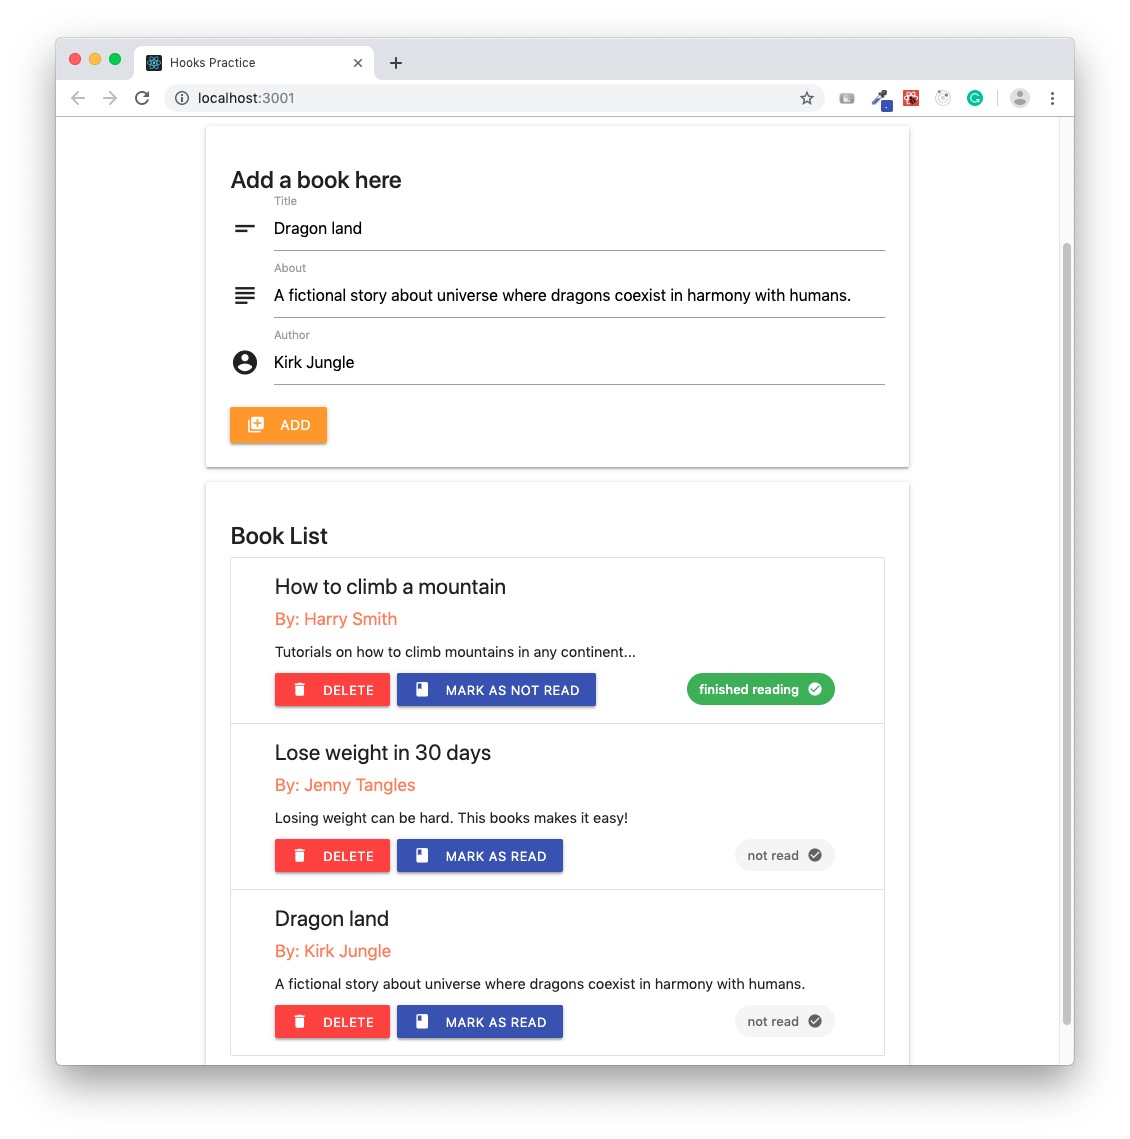 Hooks Practice
localhost:3001
Add a book here
Title
Dragon land
About
A fictional story about universe where dragons coexist in harmony with humans.
Author
Kirk Jungle
ADD
Book List
How to climb a mountain
By: Harry Smith
Tutorials on how to climb mountains in any continent...
DELETE MARK AS NOT READ finished reading
Lose weight in 30 days
By: Jenny Tangles
Losing weight can be hard. This books makes it easy!
DELETE MARK AS READ not read
Dragon land
By: Kirk Jungle
A fictional story about universe where dragons coexist in harmony with humans.
DELETE MARK AS READ not read